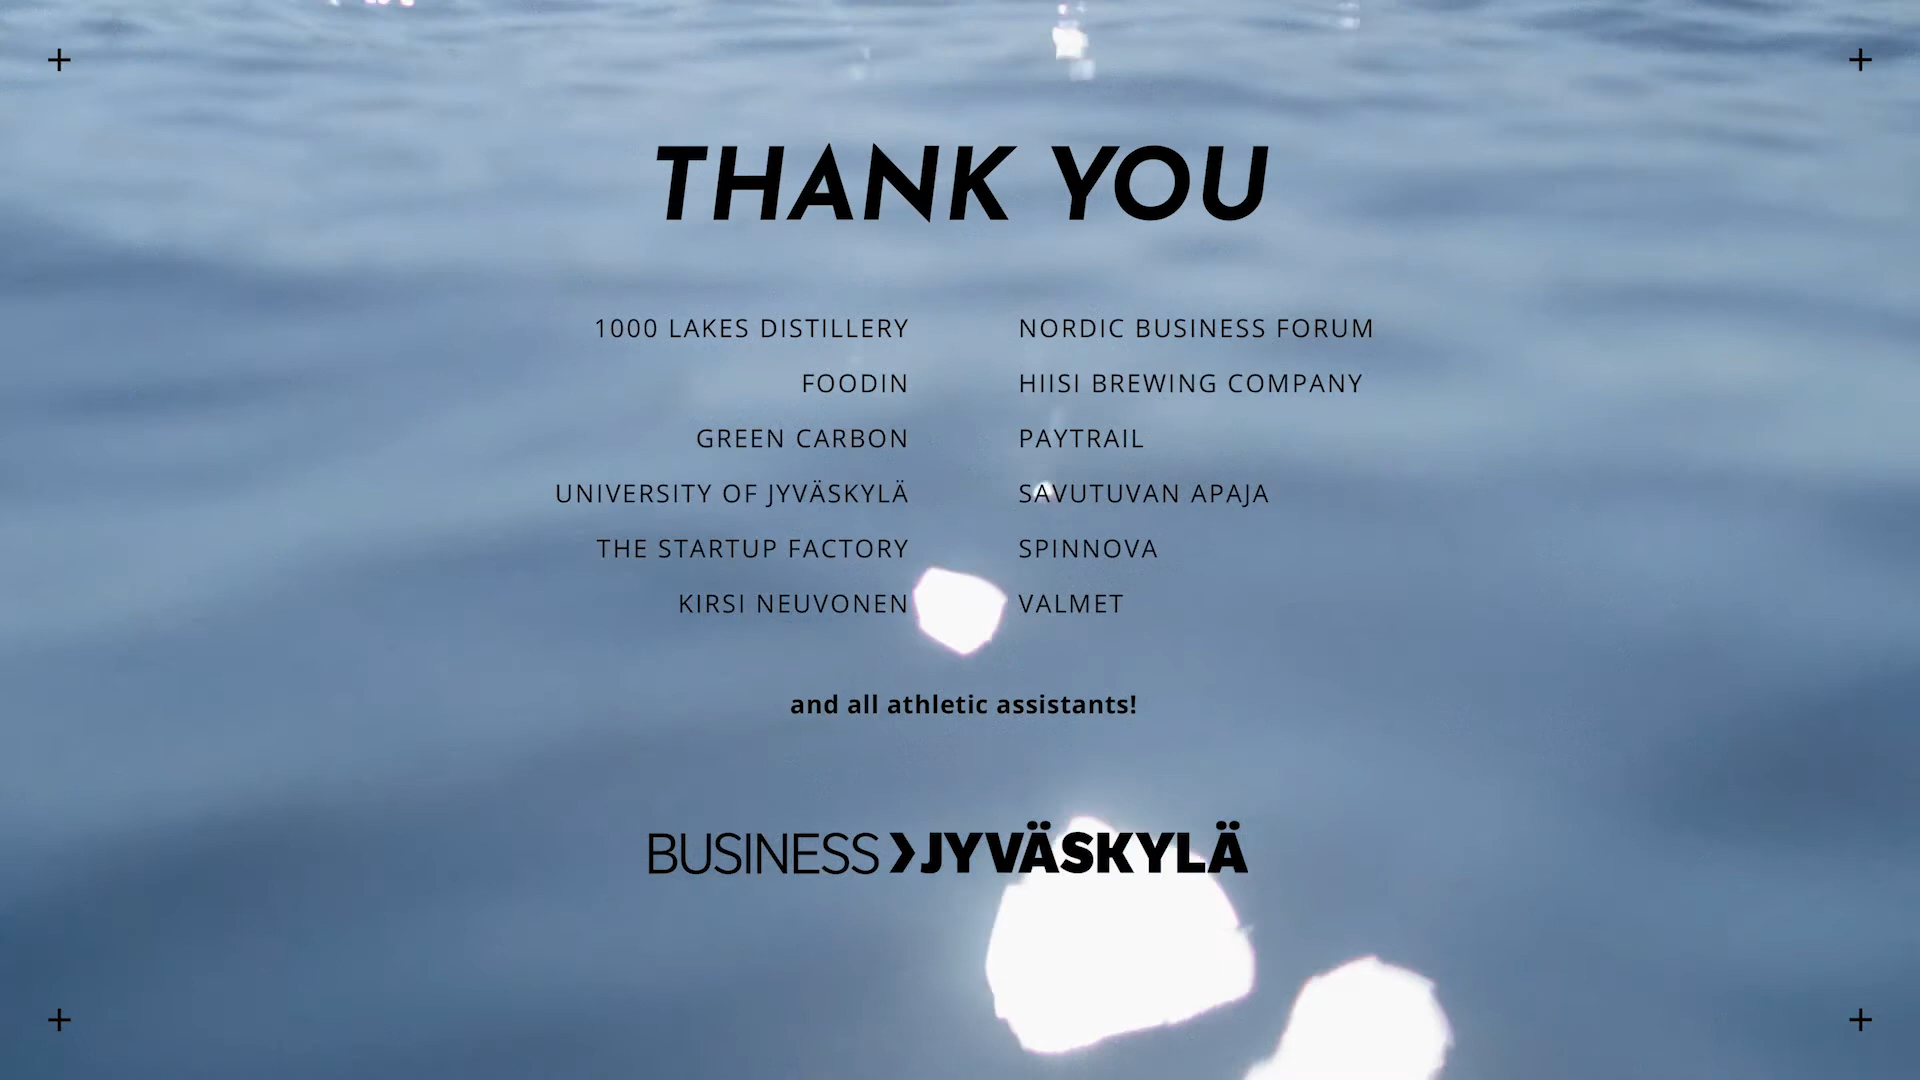 THANK YOU
1000 LAKES DISTILLERY
FOODIN
GREEN CARBON
UNIVERSITY OF JYVÄSKYLÄ
THE STARTUP FACTORY
KIRSI NEUVONEN
NORDIC BUSINESS FORUM
HIISI BREWING COMPANY
PAYTRAIL
SAVUTUVAN APAJA
SPINNOVA
VALMET
and all athletic assistants!
BUSINESS❯JYVÄSKYLÄ